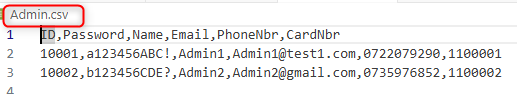 Admin.csv
1 ID,Password,Name,Email,PhoneNbr,CardNbr
2 10001,a123456ABC!,Admin1,Admin1@test1.com,0722079290,1100001
3 10002,b123456CDE?,Admin2,Admin2@gmail.com,0735976852,1100002
4